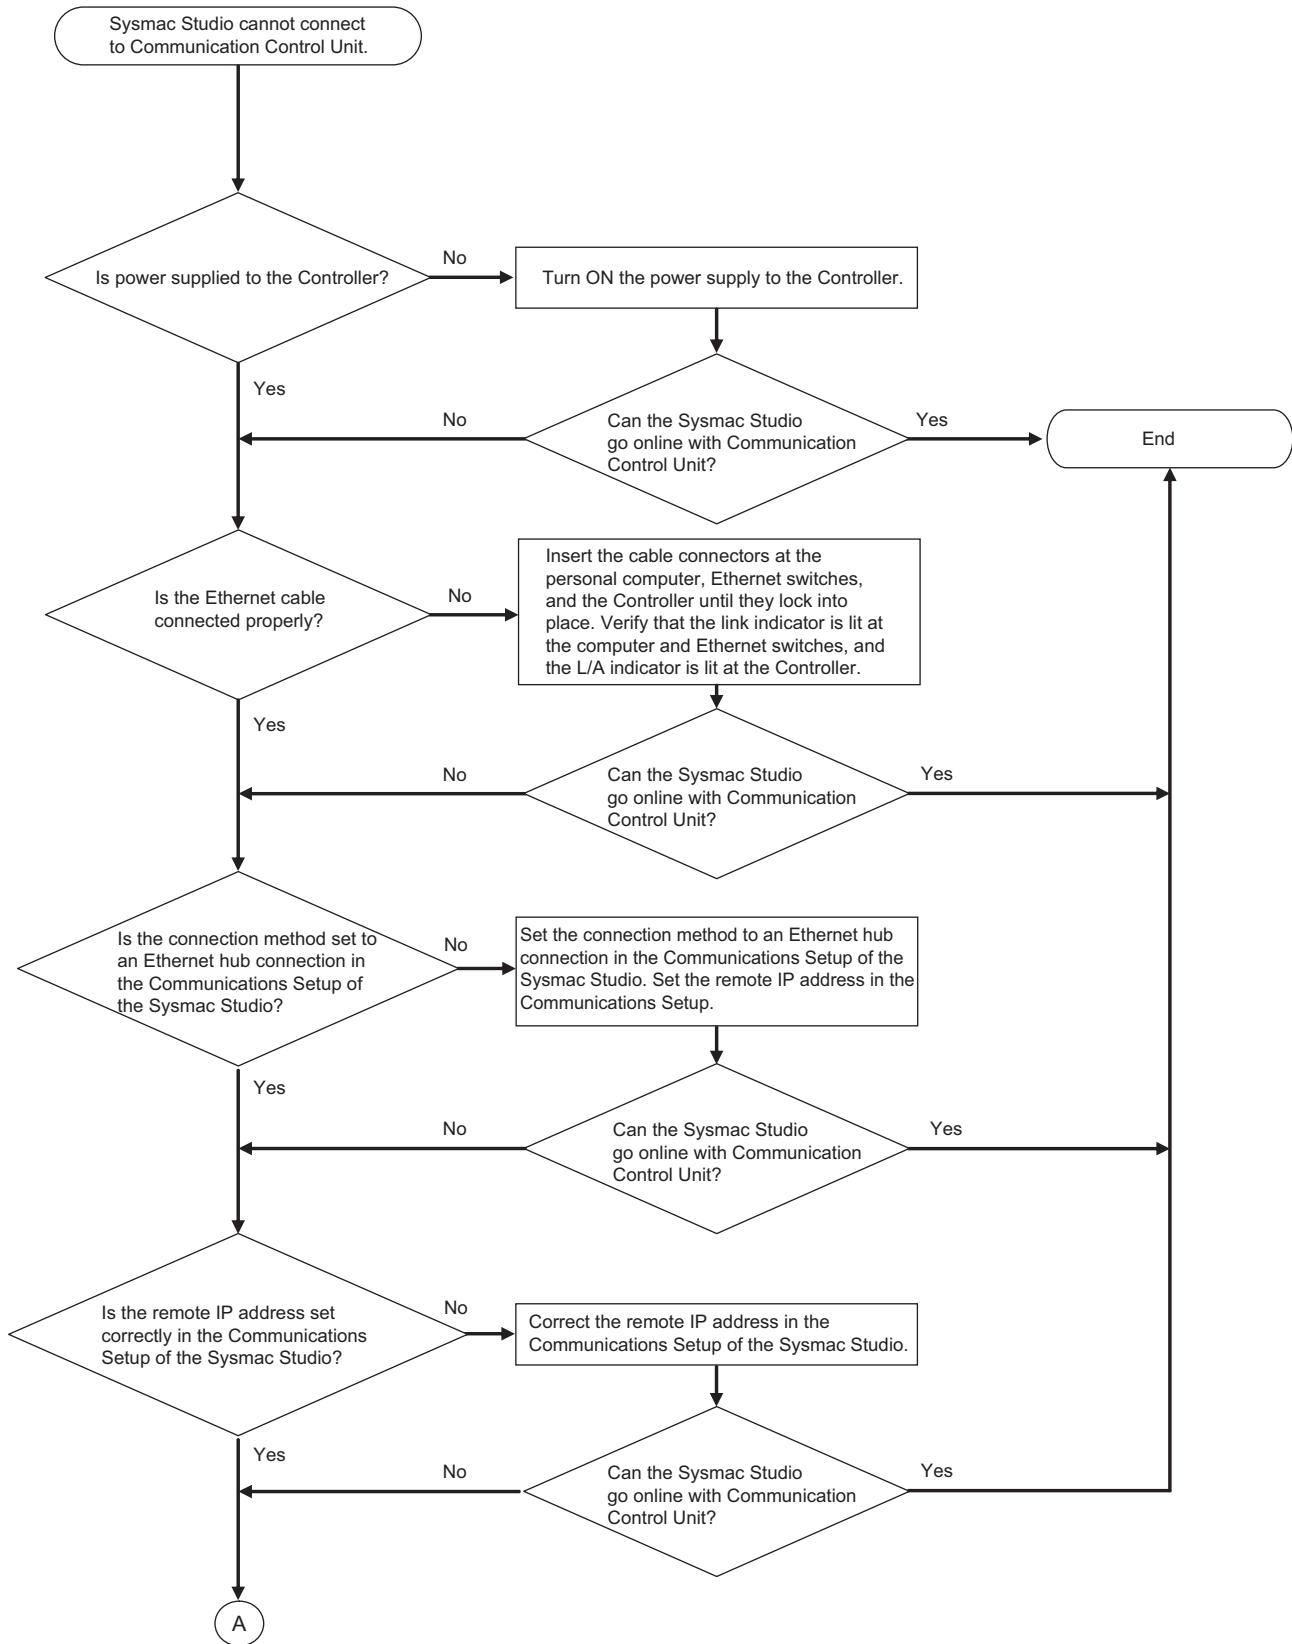 Sysmac Studio cannot connect
to Communication Control Unit.
Is power supplied to the Controller?
No
Turn ON the power supply to the Controller.
Yes
No
Can the Sysmac Studio
go online with Communication
Control Unit?
Yes
End
Is the Ethernet cable
connected properly?
No
Insert the cable connectors at the
personal computer, Ethernet switches,
and the Controller until they lock into
place. Verify that the link indicator is lit at
the computer and Ethernet switches, and
the L/A indicator is lit at the Controller.
Yes
No
Can the Sysmac Studio
go online with Communication
Control Unit?
Yes
Is the connection method set to
an Ethernet hub connection in
the Communications Setup of
the Sysmac Studio?
No
Set the connection method to an Ethernet hub
connection in the Communications Setup of the
Sysmac Studio. Set the remote IP address in the
Communications Setup.
Yes
No
Can the Sysmac Studio
go online with Communication
Control Unit?
Yes
Is the remote IP address set
correctly in the Communications
Setup of the Sysmac Studio?
No
Correct the remote IP address in the
Communications Setup of the Sysmac Studio.
Yes
No
Can the Sysmac Studio
go online with Communication
Control Unit?
Yes
A